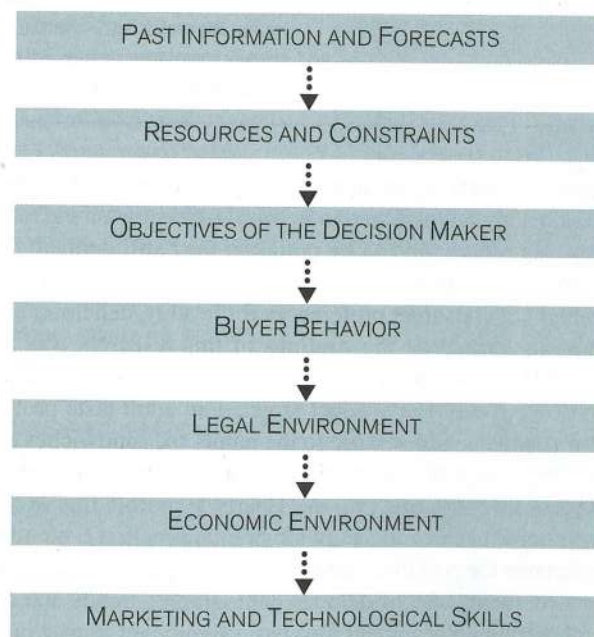 PAST INFORMATION AND FORECASTS
RESOURCES AND CONSTRAINTS
OBJECTIVES OF THE DECISION MAKER
BUYER BEHAVIOR
LEGAL ENVIRONMENT
ECONOMIC ENVIRONMENT
MARKETING AND TECHNOLOGICAL SKILLS